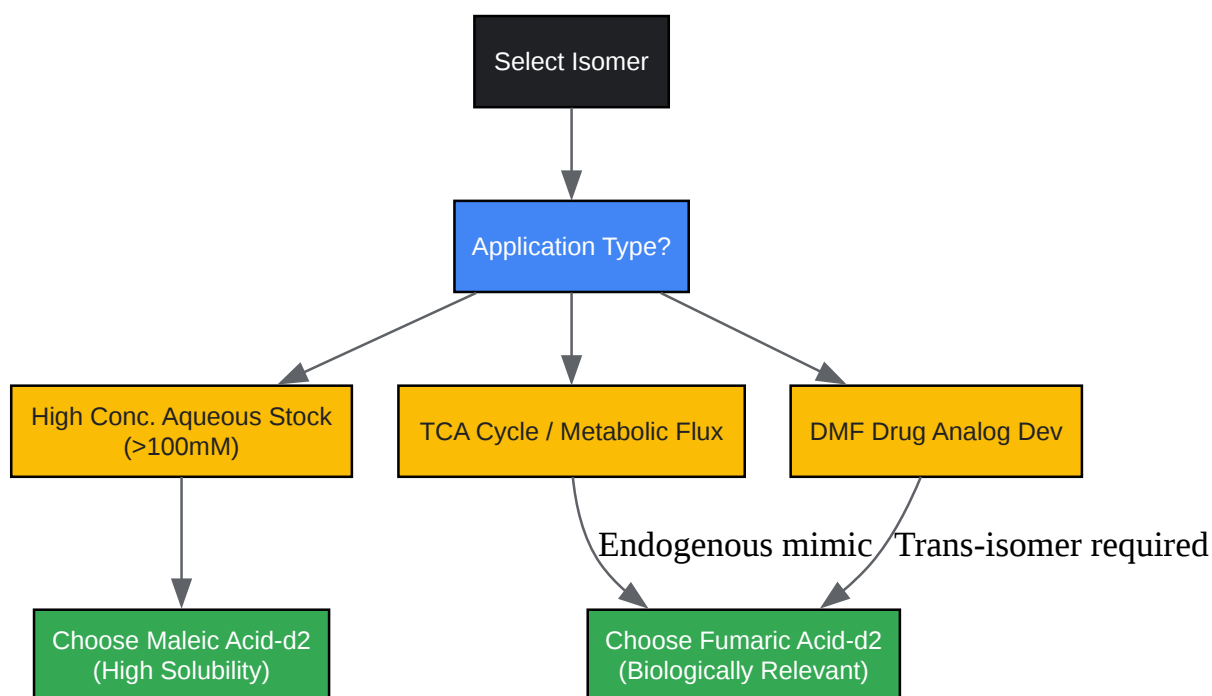 Select Isomer
Application Type?
High Conc. Aqueous Stock
(>100mM)
TCA Cycle / Metabolic Flux
DMF Drug Analog Dev
Endogenous mimic
Trans-isomer required
Choose Maleic Acid-d2
(High Solubility)
Choose Fumaric Acid-d2
(Biologically Relevant)